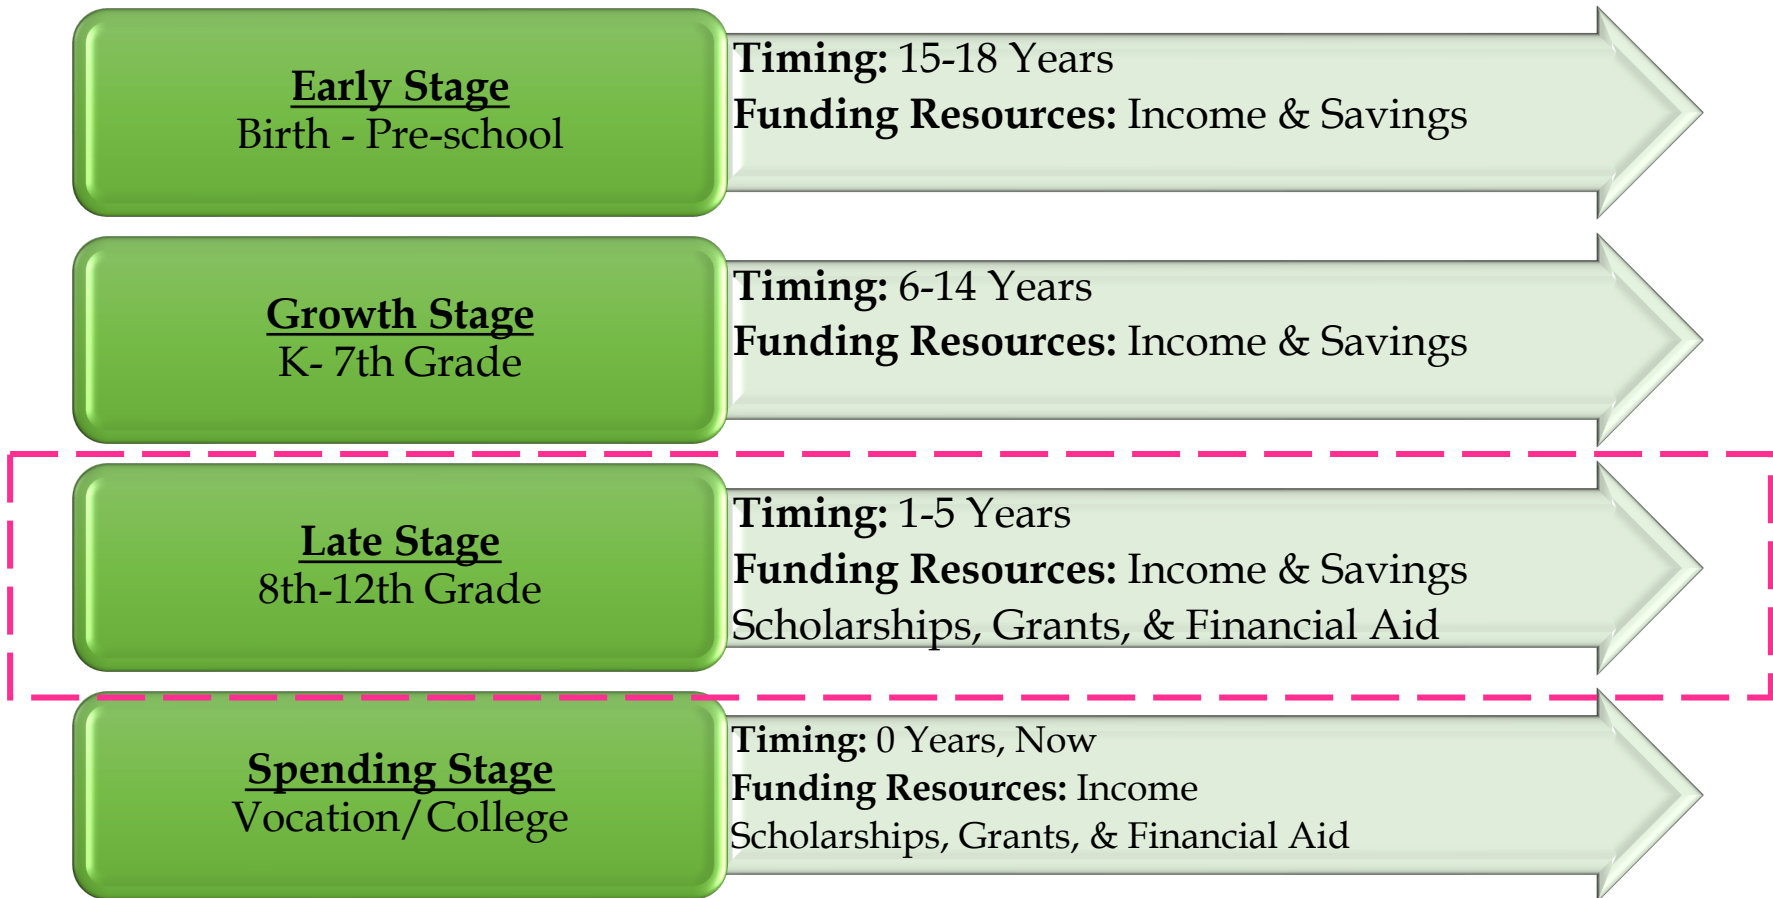 Early Stage
Birth - Pre-school
Timing: 15-18 Years
Funding Resources: Income & Savings
Growth Stage
K- 7th Grade
Timing: 6-14 Years
Funding Resources: Income & Savings
Late Stage
8th-12th Grade
Timing: 1-5 Years
Funding Resources: Income & Savings
Scholarships, Grants, & Financial Aid
Spending Stage
Vocation/College
Timing: 0 Years, Now
Funding Resources: Income
Scholarships, Grants, & Financial Aid